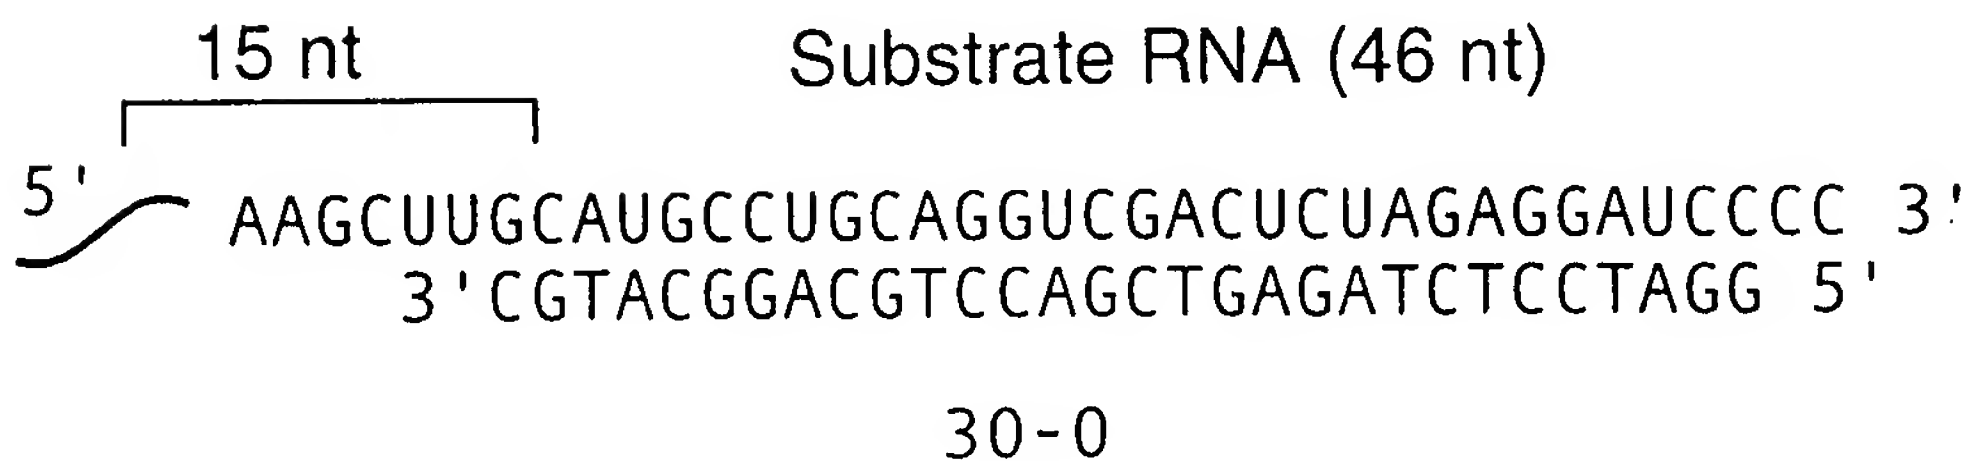 15 nt Substrate RNA (46 nt)
5' AAGCUUGCAUGCCUGCAGGUCGACUCUAGAGGAUCCCC 3'
3'CGTACGGACGTCCAGCTGAGATCTCCTAGG 5'
30-0